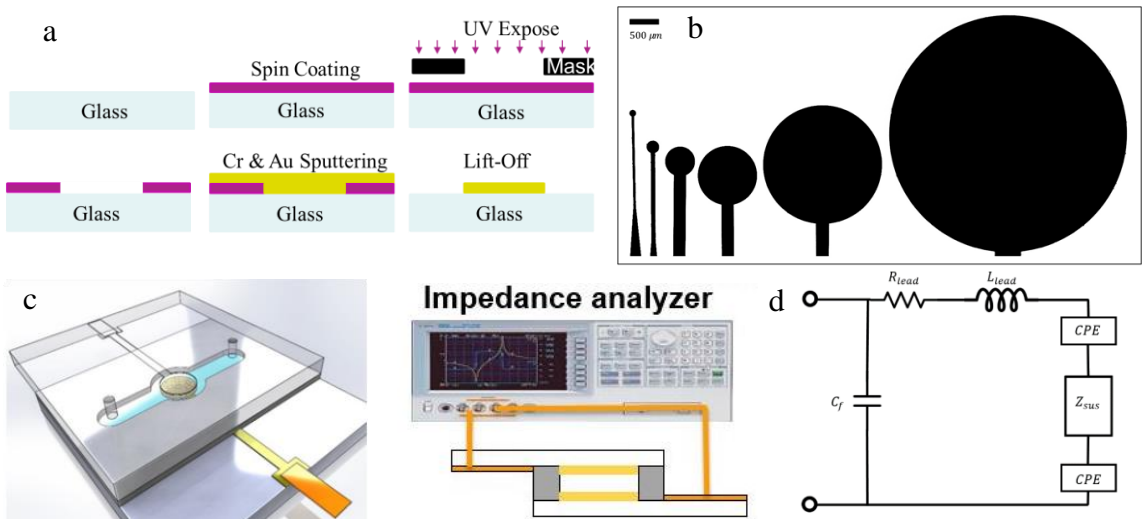 a
UV Expose
Mask
Spin Coating
Glass
Glass
Glass
Cr & Au Sputtering
Lift-Off
Glass
Glass
Glass
b
500 μm
c
Impedance analyzer
d
R_lead
L_lead
CPE
C_f
Z_sus
CPE